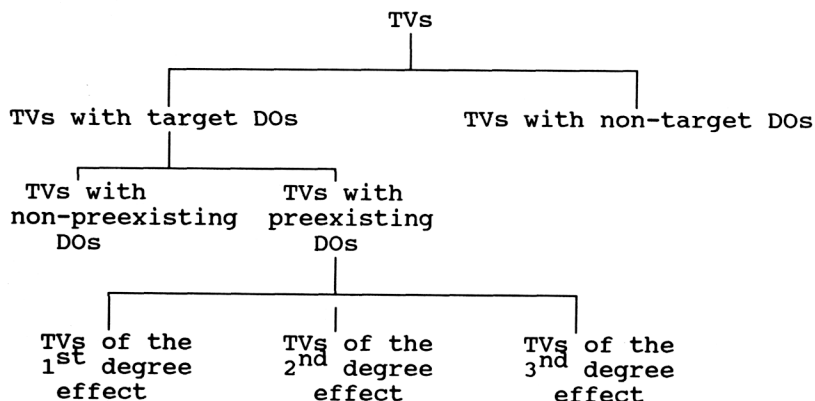 TVs
TVs with target DOs
TVs with non-target DOs
TVs with
non-preexisting
DOs
TVs with
preexisting
DOs
TVs of the
1st degree
effect
TVs of the
2nd degree
effect
TVs of the
3nd degree
effect